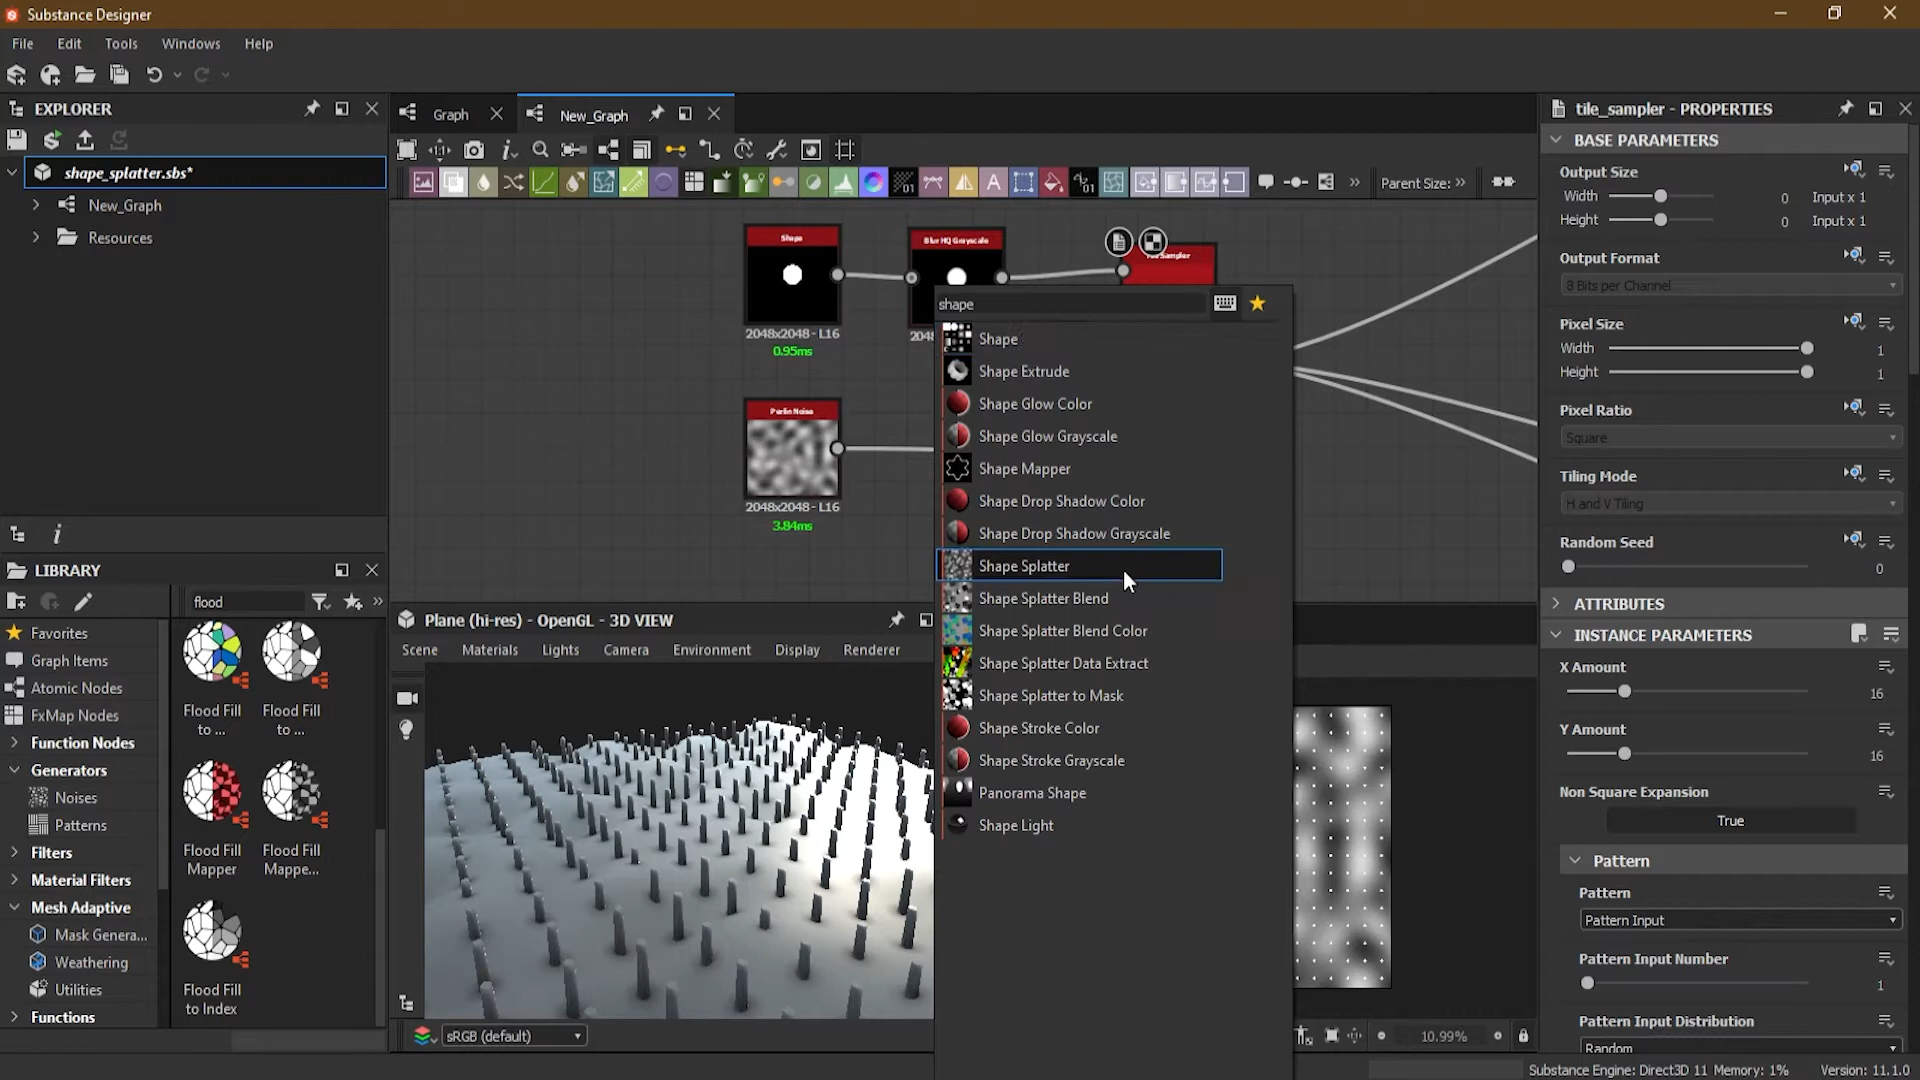 Substance Designer
File Edit Tools Windows Help
EXPLORER
shape_splatter.sbs*
New_Graph
Resources
LIBRARY
flood
Favorites
Graph Items
Atomic Nodes
FxMap Nodes
Function Nodes
Generators
Noises
Patterns
Filters
Material Filters
Mesh Adaptive
Mask Genera...
Weathering
Utilities
Functions
Flood Fill to ...
Flood Fill to ...
Flood Fill Mapper
Flood Fill Mappe...
Flood Fill to Index
Graph
New_Graph
Parent Size:
Shape
2048x2048 - L16
0.95ms
Blur HQ Grayscale
Perlin Noise
2048x2048 - L16
3.84ms
shape
Shape
Shape Extrude
Shape Glow Color
Shape Glow Grayscale
Shape Mapper
Shape Drop Shadow Color
Shape Drop Shadow Grayscale
Shape Splatter
Shape Splatter Blend
Shape Splatter Blend Color
Shape Splatter Data Extract
Shape Splatter to Mask
Shape Stroke Color
Shape Stroke Grayscale
Panorama Shape
Shape Light
Plane (hi-res) - OpenGL - 3D VIEW
Scene Materials Lights Camera Environment Display Renderer
sRGB (default)
10.99%
tile_sampler - PROPERTIES
BASE PARAMETERS
Output Size
Width 0 Input x 1
Height 0 Input x 1
Output Format
8 Bits per Channel
Pixel Size
Width 1
Height 1
Pixel Ratio
Square
Tiling Mode
H and V Tiling
Random Seed
0
ATTRIBUTES
INSTANCE PARAMETERS
X Amount
16
Y Amount
16
Non Square Expansion
True
Pattern
Pattern
Pattern Input
Pattern Input Number
1
Pattern Input Distribution
Random
Substance Engine: Direct3D 11 Memory: 1% Version: 11.1.0